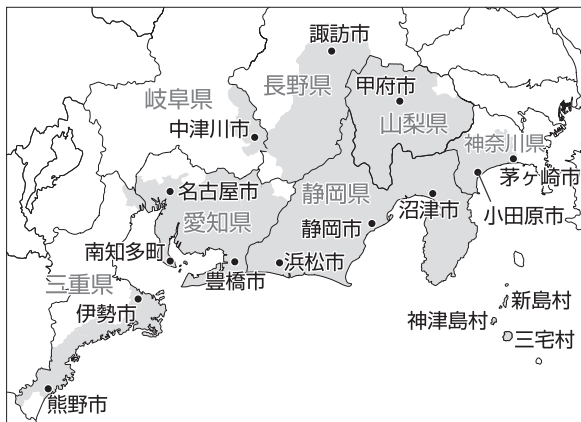 諏訪市
長野県
甲府市
山梨県
岐阜県
中津川市
神奈川県
茅ヶ崎市
小田原市
名古屋市
愛知県
静岡県
静岡市
沼津市
南知多町
豊橋市
浜松市
三重県
伊勢市
新島村
神津島村
三宅村
熊野市